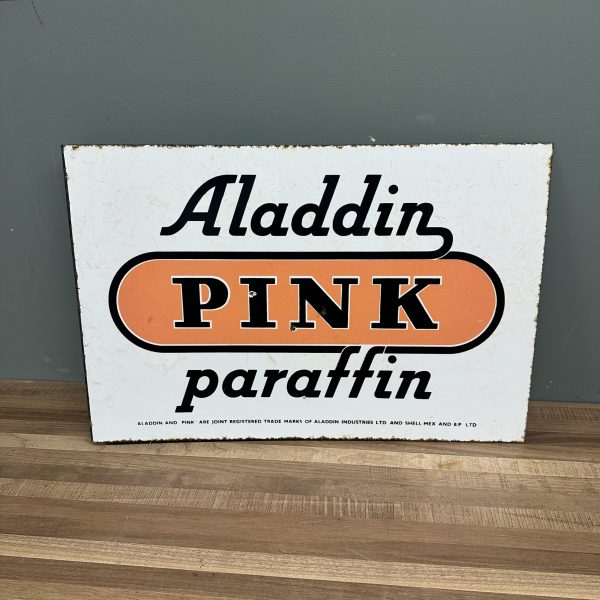 Aladdin
PINK
paraffin
ALADDIN AND PINK ARE JOINT REGISTERED TRADE MARKS OF ALADDIN INDUSTRIES LTD AND SHELL-MEX AND B.P LTD